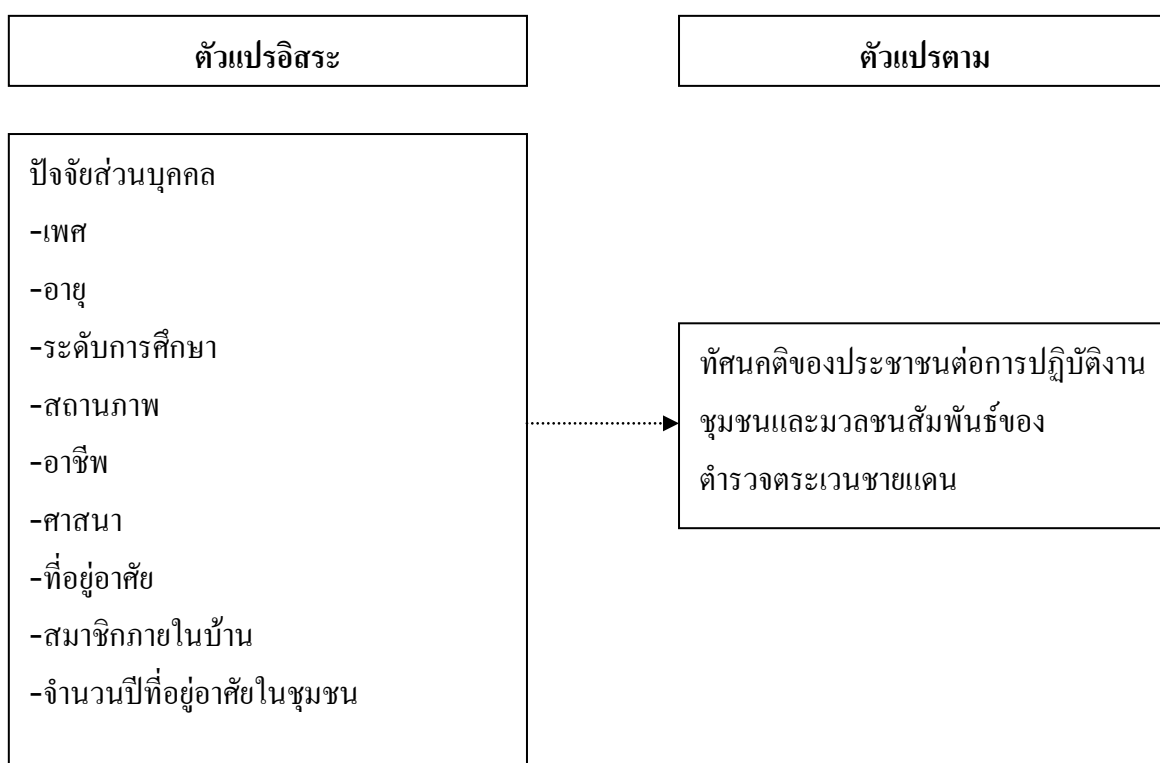 ตัวแปรอิสระ
ตัวแปรตาม
ปัจจัยส่วนบุคคล
-เพศ
-อายุ
-ระดับการศึกษา
-สถานภาพ
-อาชีพ
-ศาสนา
-ที่อยู่อาศัย
-สมาชิกภายในบ้าน
-จำนวนปีที่อยู่อาศัยในชุมชน
ทัศนคติของประชาชนต่อการปฏิบัติงาน
ชุมชนและมวลชนสัมพันธ์ของ
ตำรวจตระเวนชายแดน